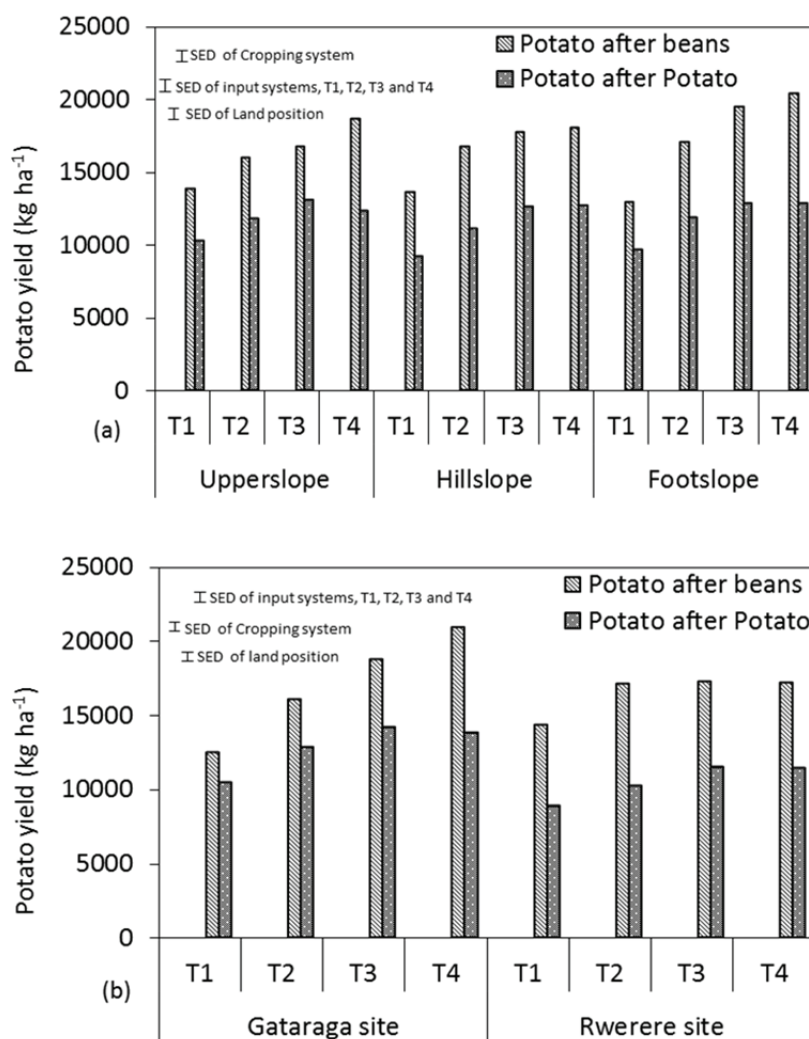 25000
20000
15000
10000
5000
0
Potato yield (kg ha⁻¹)
SED of Cropping system
SED of input systems, T1, T2, T3 and T4
SED of Land position
Potato after beans
Potato after Potato
(a)
T1 T2 T3 T4 T1 T2 T3 T4 T1 T2 T3 T4
Upperslope Hillslope Footslope
25000
20000
15000
10000
5000
0
Potato yield (kg ha⁻¹)
SED of input systems, T1, T2, T3 and T4
SED of Cropping system
SED of land position
Potato after beans
Potato after Potato
(b)
T1 T2 T3 T4 T1 T2 T3 T4
Gataraga site Rwerere site